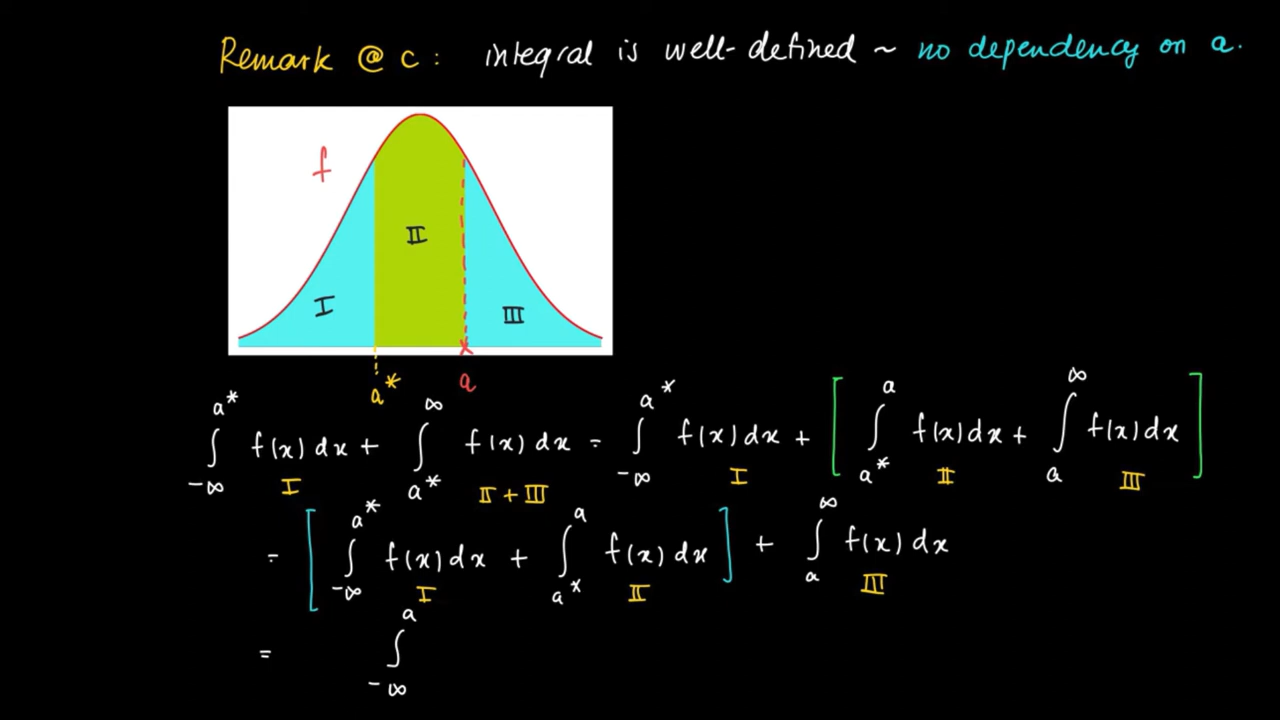 Remark @ c: integral is well-defined ~ no dependency on a.
f
II
I
III
a* a
∫_{-∞}^{a*} f(x) dx + ∫_{a*}^{∞} f(x) dx = ∫_{-∞}^{a*} f(x) dx + [ ∫_{a*}^{a} f(x) dx + ∫_{a}^{∞} f(x) dx ]
I II + III I II III
= [ ∫_{-∞}^{a*} f(x) dx + ∫_{a*}^{a} f(x) dx ] + ∫_{a}^{∞} f(x) dx
I II III
= ∫_{-∞}^{a}